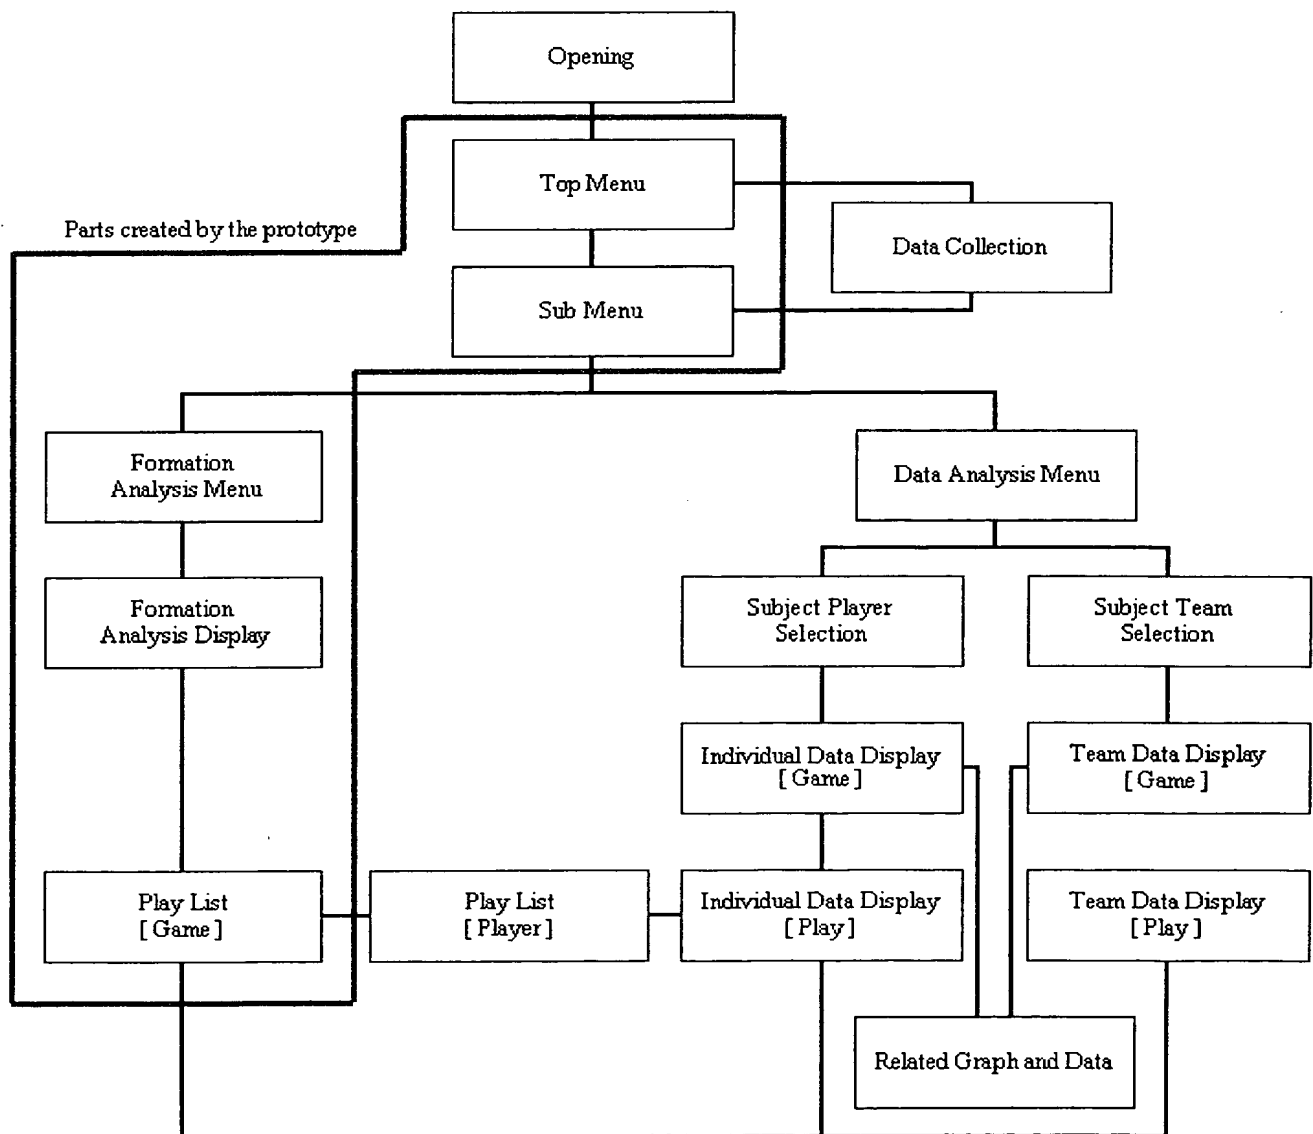 Opening
Top Menu
Parts created by the prototype
Data Collection
Sub Menu
Formation
Analysis Menu
Data Analysis Menu
Formation
Analysis Display
Subject Player
Selection
Subject Team
Selection
Individual Data Display
[ Game ]
Team Data Display
[ Game ]
Play List
[ Game ]
Play List
[ Player ]
Individual Data Display
[ Play ]
Team Data Display
[ Play ]
Related Graph and Data